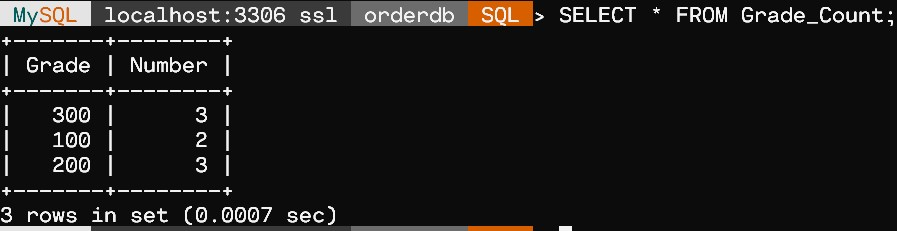 MySQL localhost:3306 ssl orderdb SQL > SELECT * FROM Grade_Count;
+-------+--------+
| Grade | Number |
+-------+--------+
|   300 |      3 |
|   100 |      2 |
|   200 |      3 |
+-------+--------+
3 rows in set (0.0007 sec)